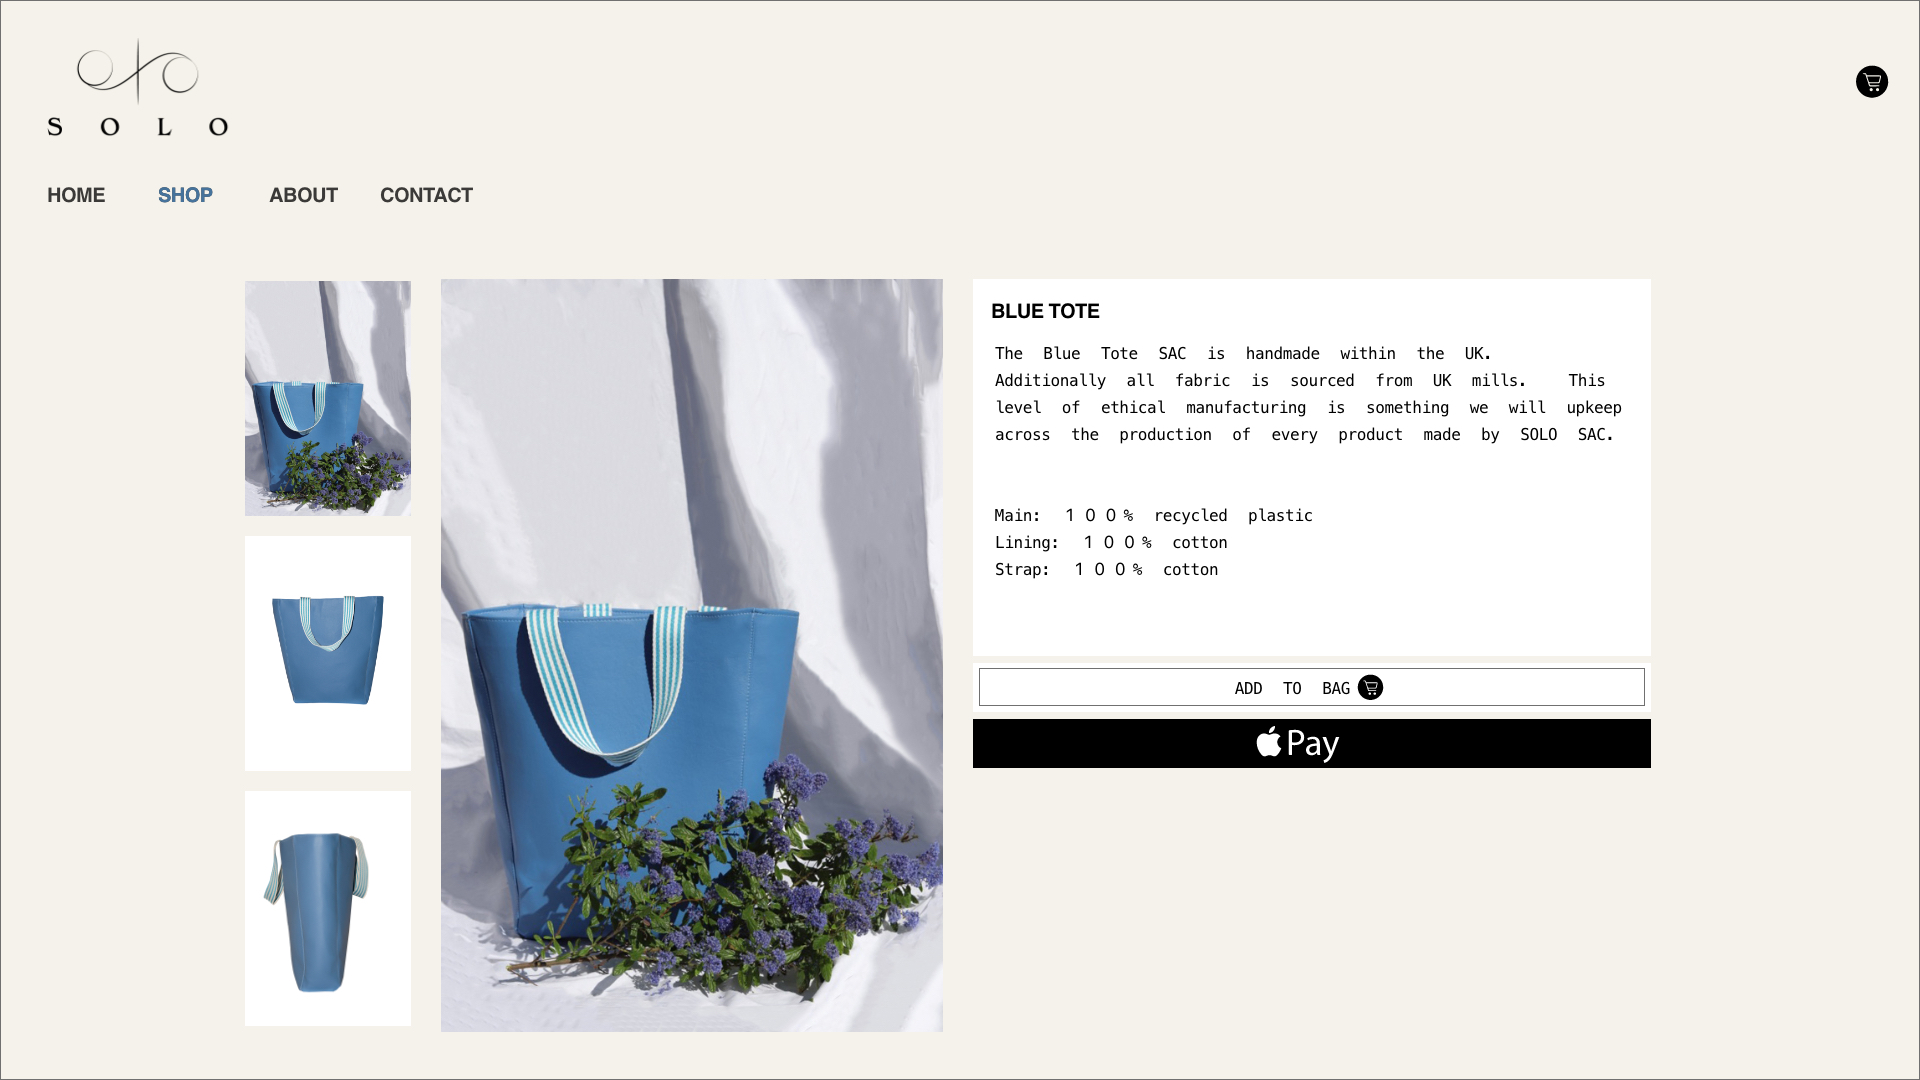 SOLO
HOME SHOP ABOUT CONTACT
BLUE TOTE
The Blue Tote SAC is handmade within the UK.
Additionally all fabric is sourced from UK mills. This
level of ethical manufacturing is something we will upkeep
across the production of every product made by SOLO SAC.
Main: 100% recycled plastic
Lining: 100% cotton
Strap: 100% cotton
ADD TO BAG
Pay